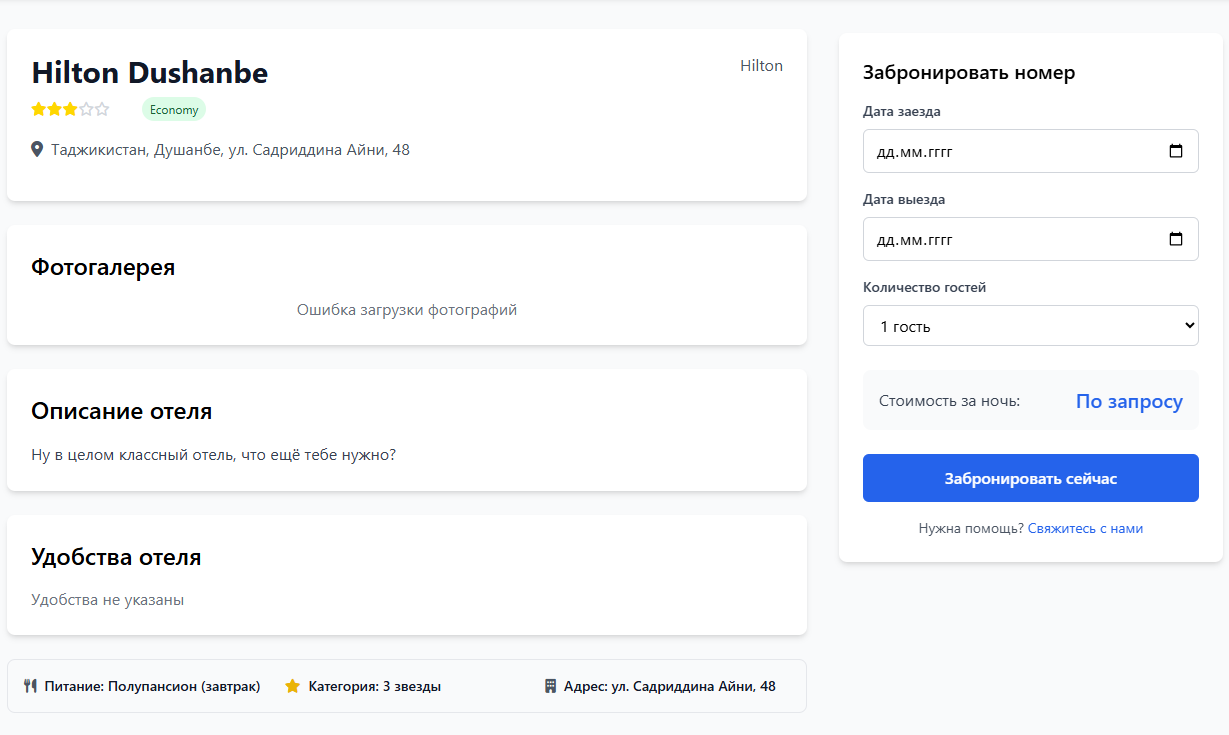 Hilton Dushanbe
Hilton
Economy
Таджикистан, Душанбе, ул. Садриддина Айни, 48
Фотогалерея
Ошибка загрузки фотографий
Описание отеля
Ну в целом классный отель, что ещё тебе нужно?
Удобства отеля
Удобства не указаны
Питание: Полупансион (завтрак)
Категория: 3 звезды
Адрес: ул. Садриддина Айни, 48
Забронировать номер
Дата заезда
дд.мм.гггг
Дата выезда
дд.мм.гггг
Количество гостей
1 гость
Стоимость за ночь: По запросу
Забронировать сейчас
Нужна помощь? Свяжитесь с нами